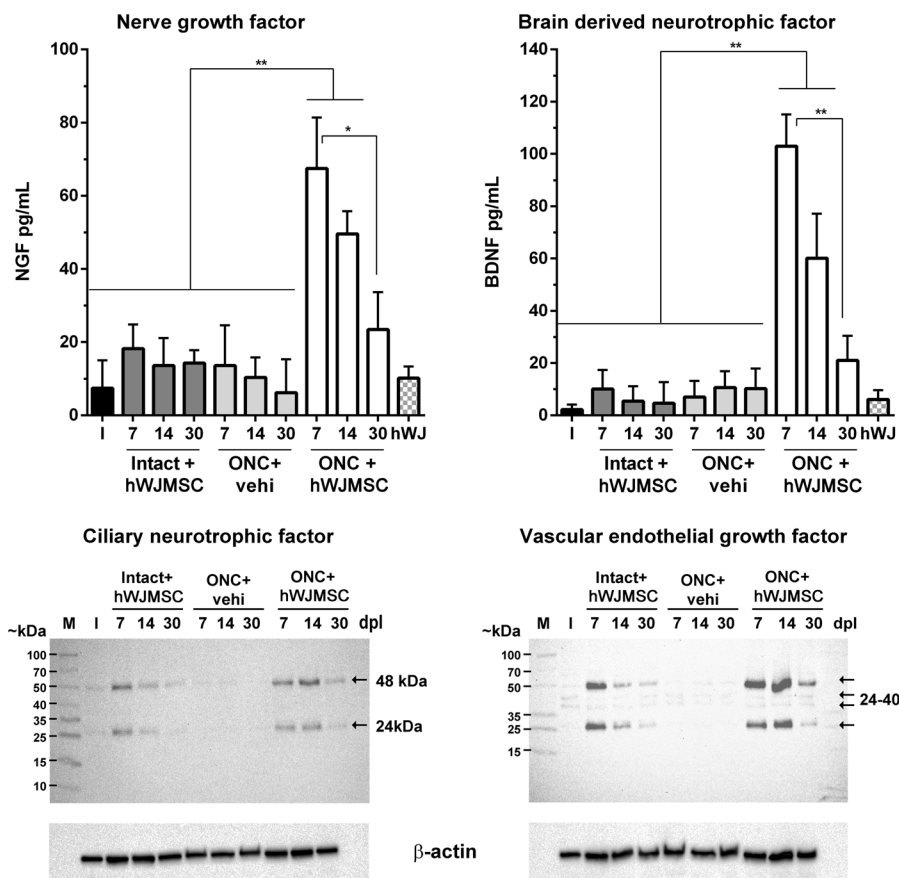 Nerve growth factor
100
80
60
40
20
0
NGF pg/mL
**
*
I 7 14 30 7 14 30 7 14 30 hWJ
Intact + hWJMSC
ONC+ vehi
ONC + hWJMSC
Brain derived neurotrophic factor
140
120
100
80
60
40
20
0
BDNF pg/mL
**
**
I 7 14 30 7 14 30 7 14 30 hWJ
Intact + hWJMSC
ONC+ vehi
ONC + hWJMSC
Ciliary neurotrophic factor
Intact+ hWJMSC
ONC+ vehi
ONC+ hWJMSC
~kDa M I 7 14 30 7 14 30 7 14 30 dpl
100
70
50
40
35
25
15
10
48 kDa
24kDa
Vascular endothelial growth factor
Intact+ hWJMSC
ONC+ vehi
ONC+ hWJMSC
~kDa M I 7 14 30 7 14 30 7 14 30 dpl
100
70
50
35
25
15
24-40
β-actin